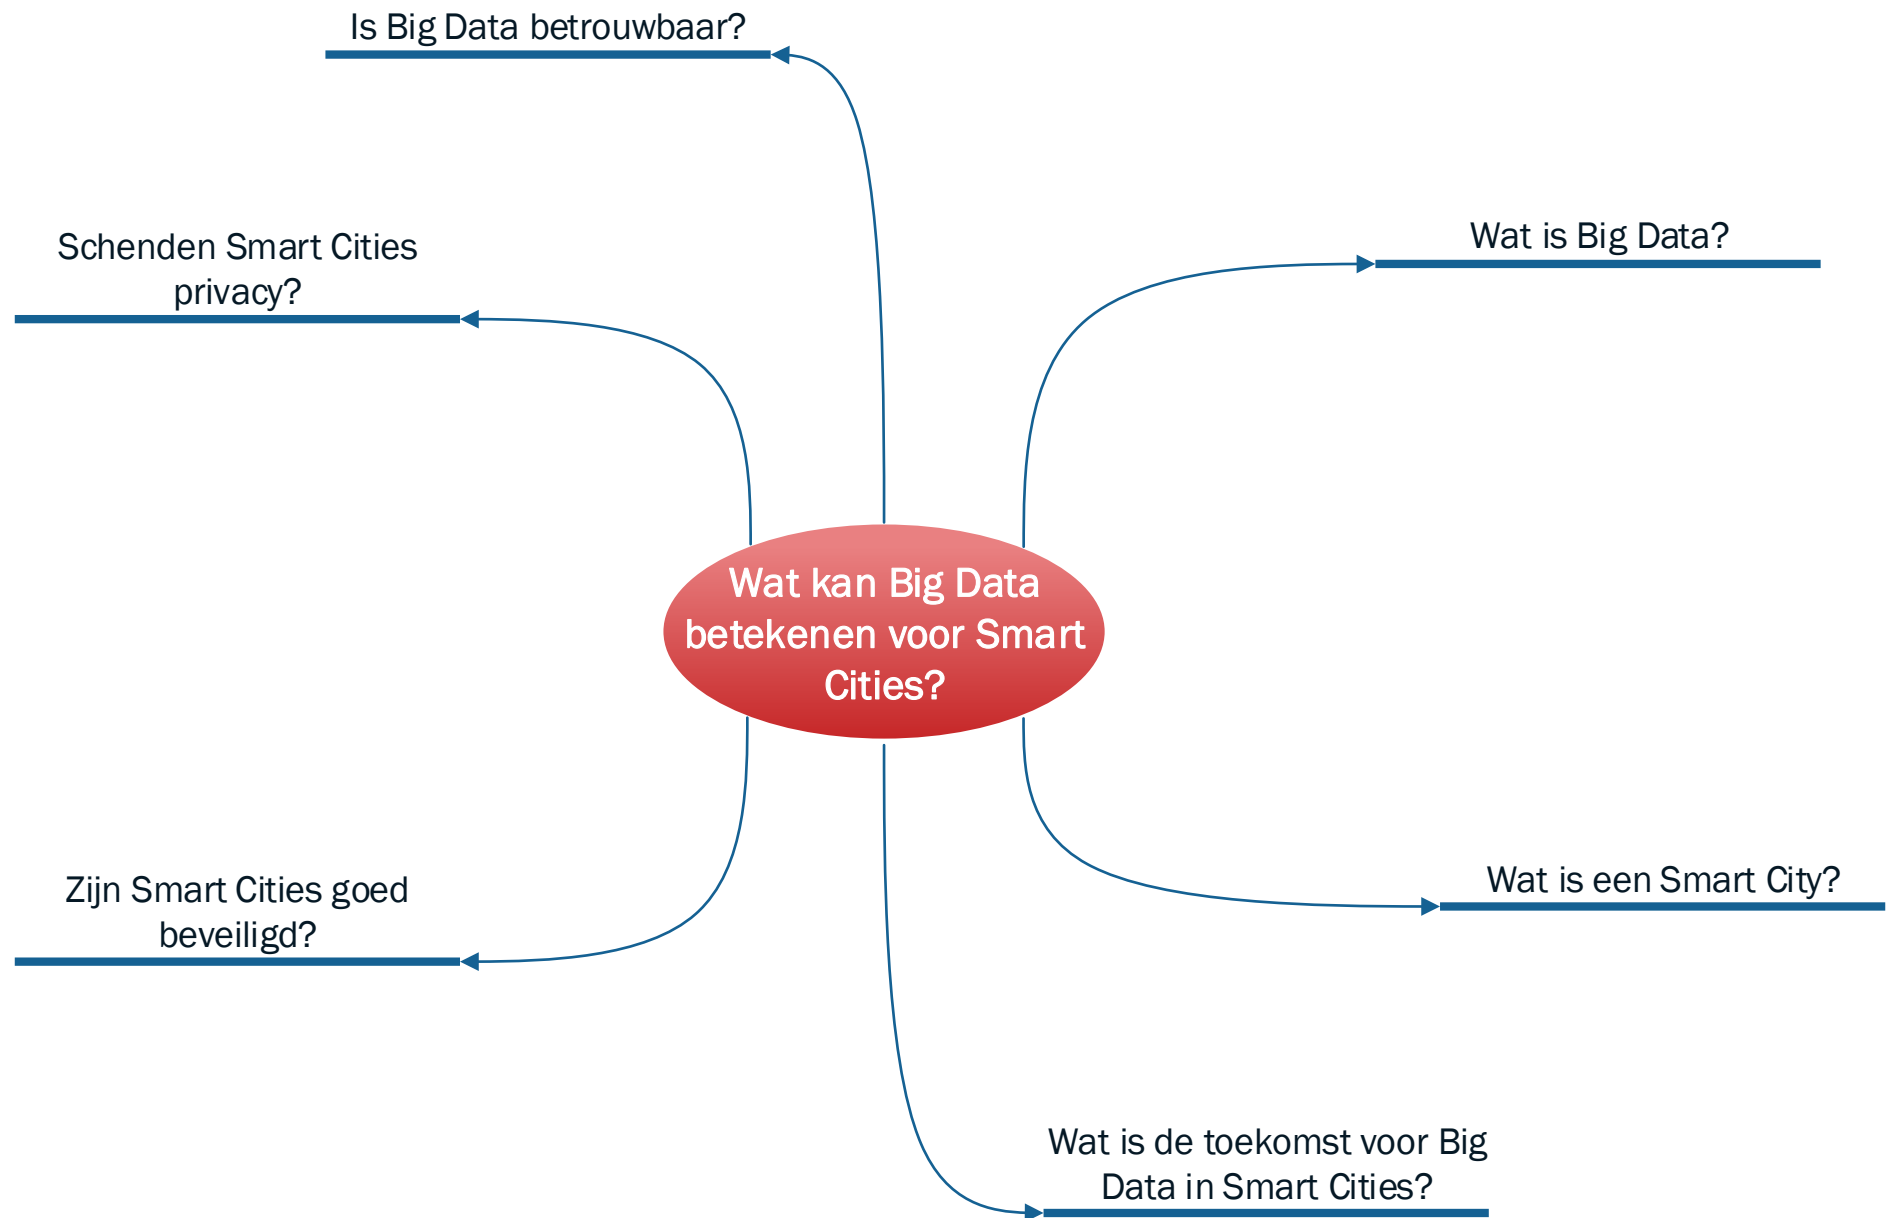 Is Big Data betrouwbaar?
Wat is Big Data?
Schenden Smart Cities
privacy?
Wat kan Big Data
betekenen voor Smart
Cities?
Wat is een Smart City?
Zijn Smart Cities goed
beveiligd?
Wat is de toekomst voor Big
Data in Smart Cities?